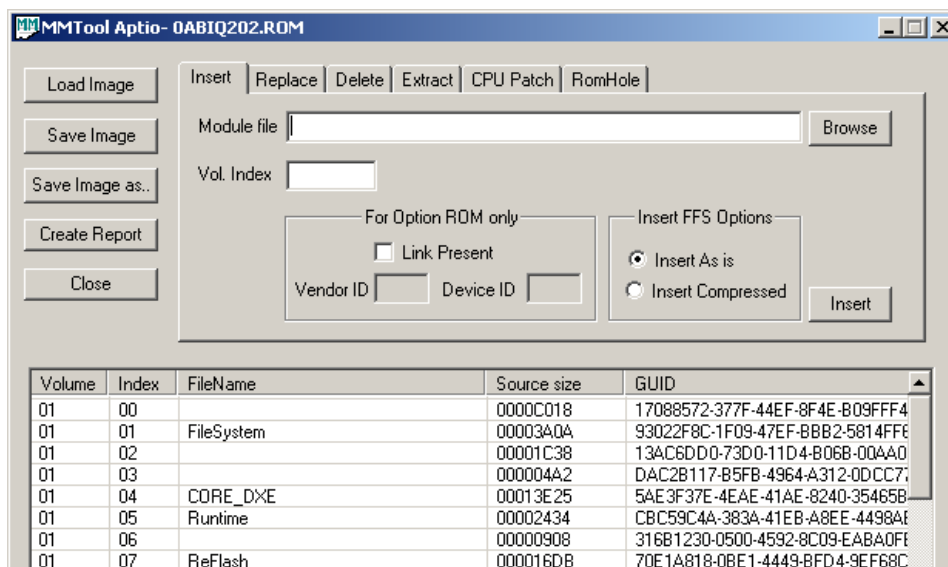 MMTool Aptio- 0ABIQ202.ROM
Load Image
Save Image
Save Image as..
Create Report
Close
Insert Replace Delete Extract CPU Patch RomHole
Module file Browse
Vol. Index
For Option ROM only
Link Present
Vendor ID Device ID
Insert FFS Options
Insert As is
Insert Compressed
Insert
Volume Index FileName Source size GUID
01 00 0000C018 17088572-377F-44EF-8F4E-B09FFF4
01 01 FileSystem 00003A0A 93022F8C-1F09-47EF-BBB2-5814FF6
01 02 00001C38 13AC6DD0-73D0-11D4-B06B-00AA0
01 03 000004A2 DAC2B117-B5FB-4964-A312-0DCC77
01 04 CORE_DXE 00013E25 5AE3F37E-4EAE-41AE-8240-35465B
01 05 Runtime 00002434 CBC59C4A-383A-41EB-A8EE-4498AE
01 06 00000908 316B1230-0500-4592-8C09-EABA0FB
01 07 ReFlash 000016DB 70E1A818-0BE1-4449-BFD4-9EF68C